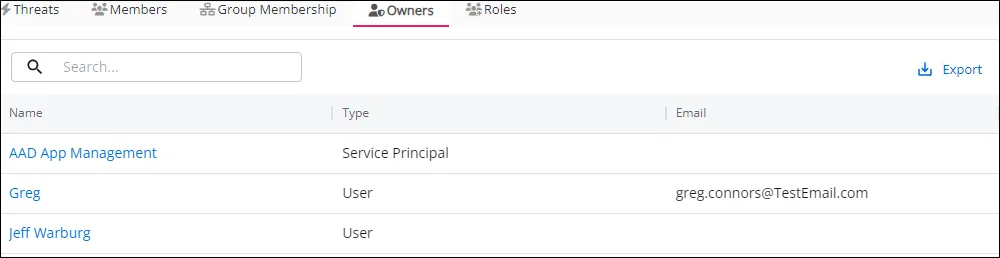 Threats Members Group Membership Owners Roles
Search... Export
Name Type Email
AAD App Management Service Principal
Greg User greg.connors@TestEmail.com
Jeff Warburg User